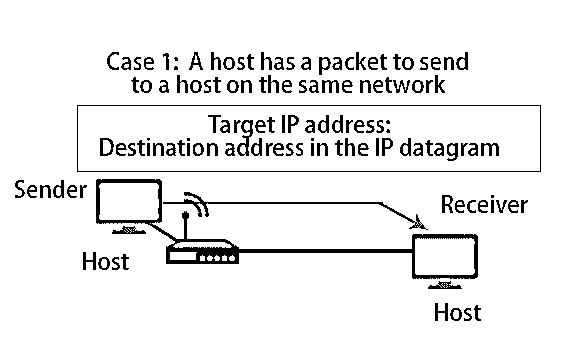 Case 1: A host has a packet to send
to a host on the same network
Target IP address:
Destination address in the IP datagram
Sender
Receiver
Host
Host